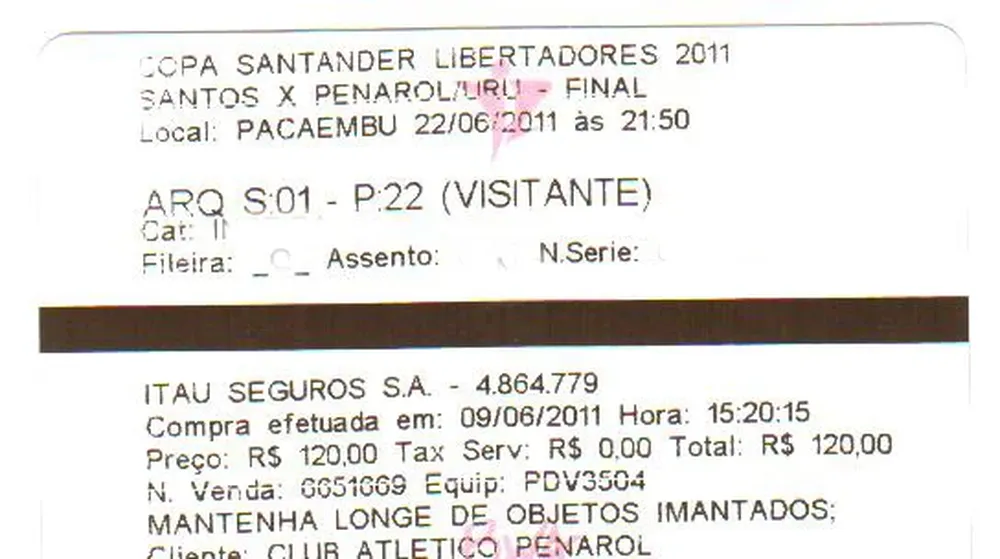 COPA SANTANDER LIBERTADORES 2011
SANTOS X PENAROL/URU - FINAL
Local: PACAEMBU 22/06/2011 às 21:50
ARQ S:01 - P:22 (VISITANTE)
Cat:
Fileira: Assento: N.Serie:
ITAU SEGUROS S.A. - 4.864.779
Compra efetuada em: 09/06/2011 Hora: 15:20:15
Preço: R$ 120,00 Tax Serv: R$ 0,00 Total: R$ 120,00
N. Venda: 6651669 Equip: PDV3504
MANTENHA LONGE DE OBJETOS IMANTADOS;
Cliente: CLUB ATLETICO PENAROL